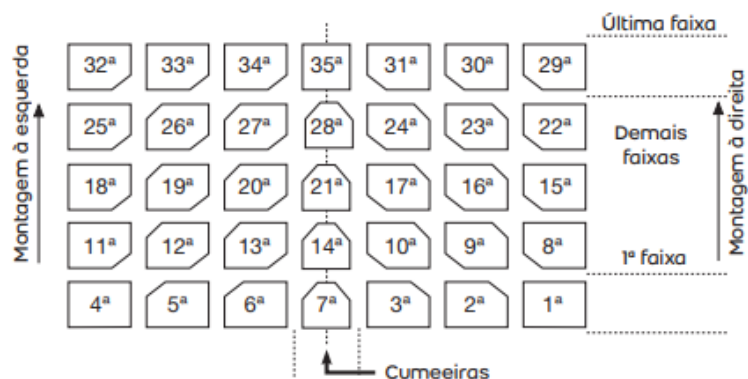 Última faixa
32ª 33ª 34ª 35ª 31ª 30ª 29ª
Montagem à esquerda
25ª 26ª 27ª 28ª 24ª 23ª 22ª
Demais
faixas
Montagem à direita
18ª 19ª 20ª 21ª 17ª 16ª 15ª
11ª 12ª 13ª 14ª 10ª 9ª 8ª
1ª faixa
4ª 5ª 6ª 7ª 3ª 2ª 1ª
Cumeeiras